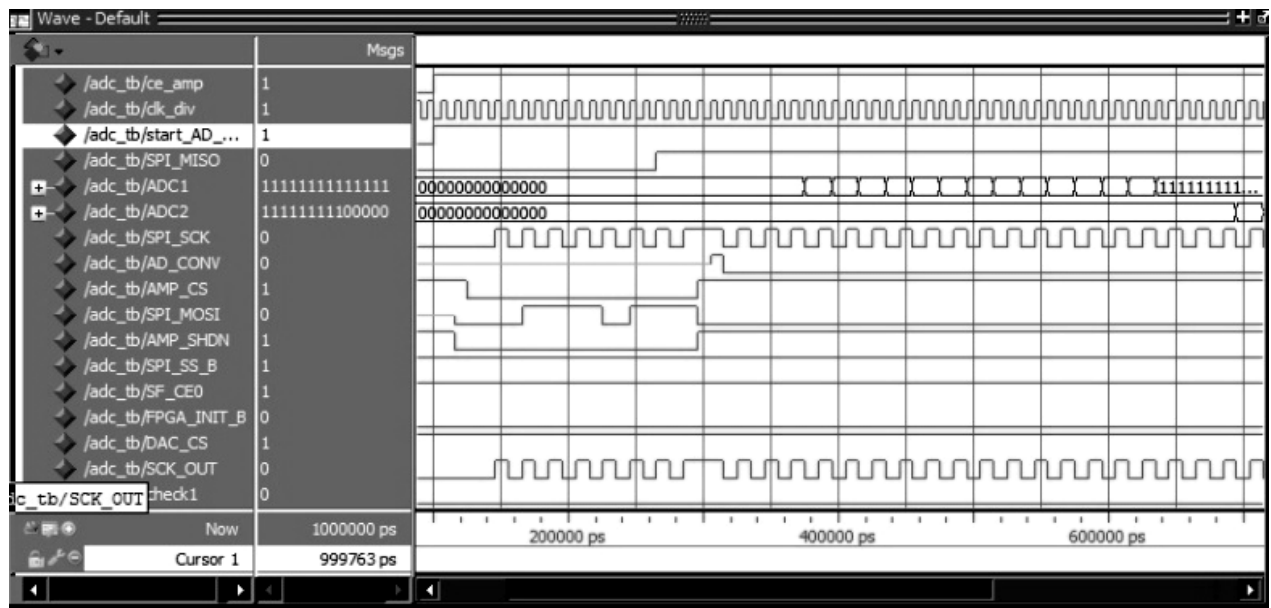 Wave - Default
Msgs
/adc_tb/ce_amp 1
/adc_tb/clk_div 1
/adc_tb/start_AD_... 1
/adc_tb/SPI_MISO 0
/adc_tb/ADC1 11111111111111 00000000000000 111111111...
/adc_tb/ADC2 11111111100000 00000000000000
/adc_tb/SPI_SCK 0
/adc_tb/AD_CONV 0
/adc_tb/AMP_CS 1
/adc_tb/SPI_MOSI 0
/adc_tb/AMP_SHDN 1
/adc_tb/SPI_SS_B 1
/adc_tb/SF_CE0 1
/adc_tb/FPGA_INIT_B 0
/adc_tb/DAC_CS 1
/adc_tb/SCK_OUT 0
c_tb/SCK_OUT check1 0
Now 1000000 ps 200000 ps 400000 ps 600000 ps
Cursor 1 999763 ps